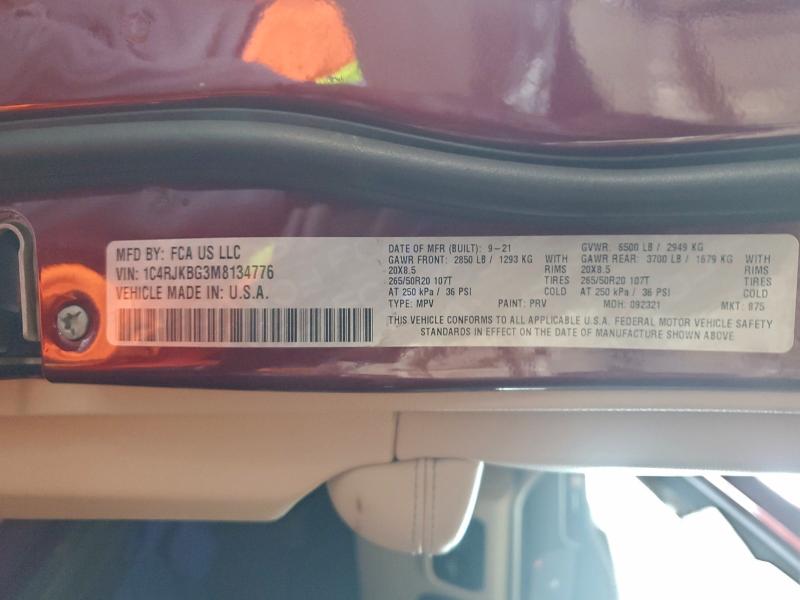 MFD BY: FCA US LLC
VIN: 1C4RJKBG3M8134776
VEHICLE MADE IN: U.S.A.
DATE OF MFR (BUILT): 9-21 GVWR: 6500 LB / 2949 KG
GAWR FRONT: 2850 LB / 1293 KG WITH GAWR REAR: 3700 LB / 1679 KG WITH
20X8.5 RIMS 20X8.5 RIMS
265/50R20 107T TIRES 265/50R20 107T TIRES
AT 250 kPa / 36 PSI COLD AT 250 kPa / 36 PSI COLD
TYPE: MPV PAINT: PRV MDH: 092321 MKT: 875
THIS VEHICLE CONFORMS TO ALL APPLICABLE U.S.A. FEDERAL MOTOR VEHICLE SAFETY
STANDARDS IN EFFECT ON THE DATE OF MANUFACTURE SHOWN ABOVE